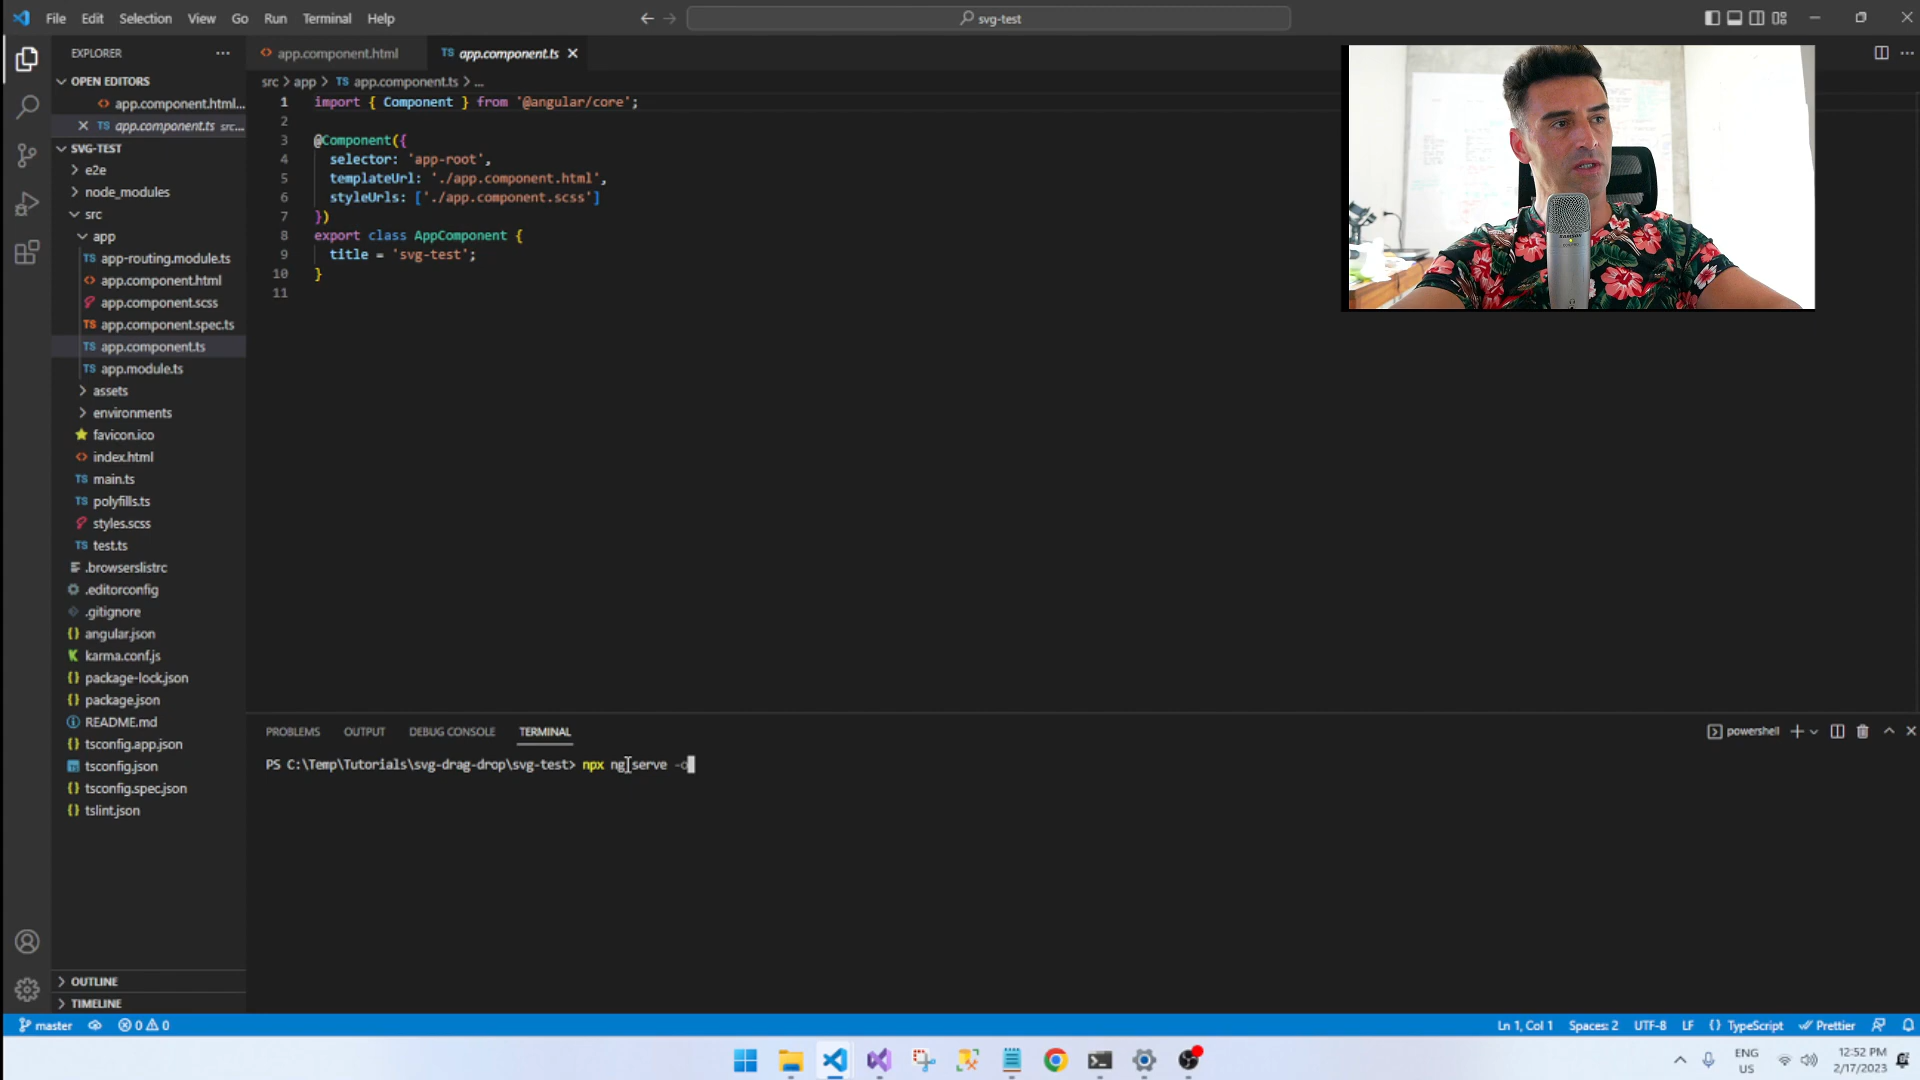 File Edit Selection View Go Run Terminal Help
svg-test
EXPLORER
app.component.html
TS app.component.ts
OPEN EDITORS
app.component.html...
TS app.component.ts src...
SVG-TEST
e2e
node_modules
src
app
TS app-routing.module.ts
app.component.html
app.component.scss
TS app.component.spec.ts
TS app.component.ts
TS app.module.ts
assets
environments
favicon.ico
index.html
TS main.ts
TS polyfills.ts
styles.scss
TS test.ts
.browserslistrc
.editorconfig
.gitignore
{} angular.json
karma.conf.js
{} package-lock.json
{} package.json
README.md
{} tsconfig.app.json
TS tsconfig.json
{} tsconfig.spec.json
{} tslint.json
OUTLINE
TIMELINE
src > app > TS app.component.ts > ...
1 import { Component } from '@angular/core';
2
3 @Component({
4 selector: 'app-root',
5 templateUrl: './app.component.html',
6 styleUrls: ['./app.component.scss']
7 })
8 export class AppComponent {
9 title = 'svg-test';
10 }
11
SAMSON
PROBLEMS OUTPUT DEBUG CONSOLE TERMINAL
powershell
PS C:\Temp\Tutorials\svg-drag-drop\svg-test> npx ng serve -o
master 0 0
Ln 1, Col 1 Spaces: 2 UTF-8 LF {} TypeScript Prettier
ENG
US
12:52 PM
2/17/2023